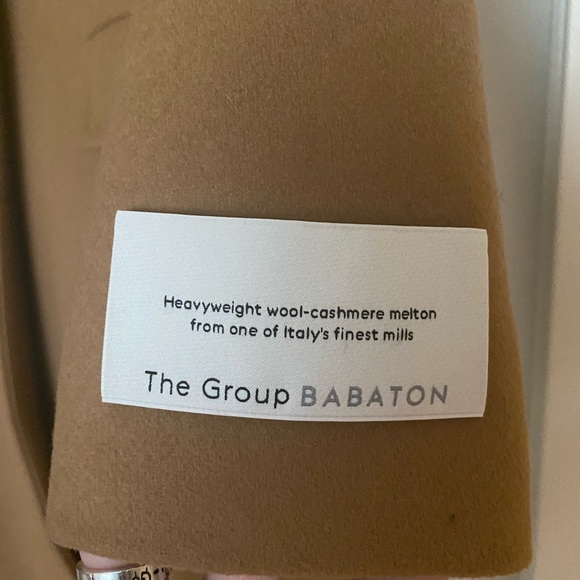 Heavyweight wool-cashmere melton
from one of Italy's finest mills
The Group BABATON